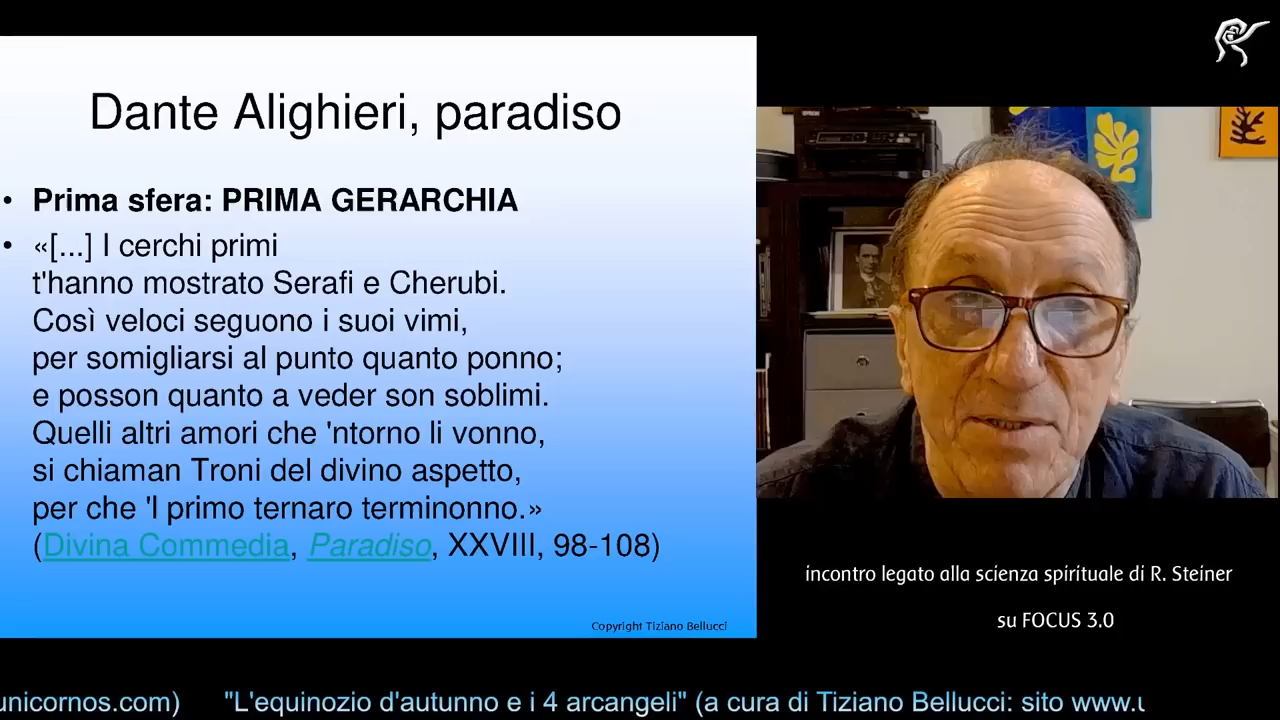 Dante Alighieri, paradiso
• Prima sfera: PRIMA GERARCHIA
• «[...] I cerchi primi
t'hanno mostrato Serafi e Cherubi.
Così veloci seguono i suoi vimi,
per somigliarsi al punto quanto ponno;
e posson quanto a veder son soblimi.
Quelli altri amori che 'ntorno li vonno,
si chiaman Troni del divino aspetto,
per che 'l primo ternaro terminonno.»
(Divina Commedia, Paradiso, XXVIII, 98-108)
Copyright Tiziano Bellucci
incontro legato alla scienza spirituale di R. Steiner
su FOCUS 3.0
unicornos.com) "L'equinozio d'autunno e i 4 arcangeli" (a cura di Tiziano Bellucci: sito www.u